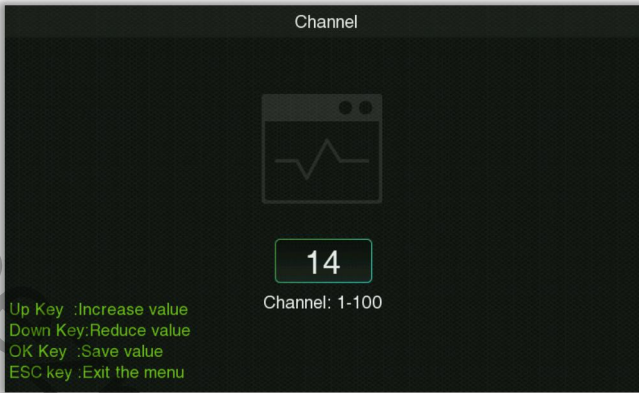 Channel
14
Channel: 1-100
Up Key :Increase value
Down Key:Reduce value
OK Key :Save value
ESC key :Exit the menu